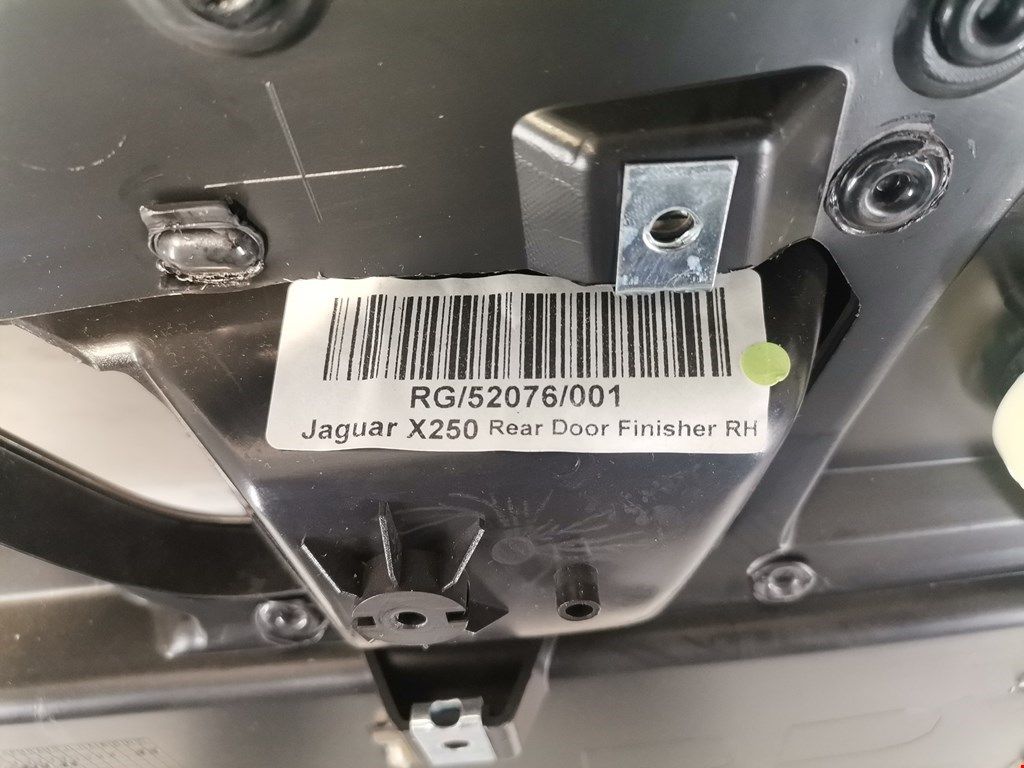 RG/52076/001
Jaguar X250 Rear Door Finisher RH